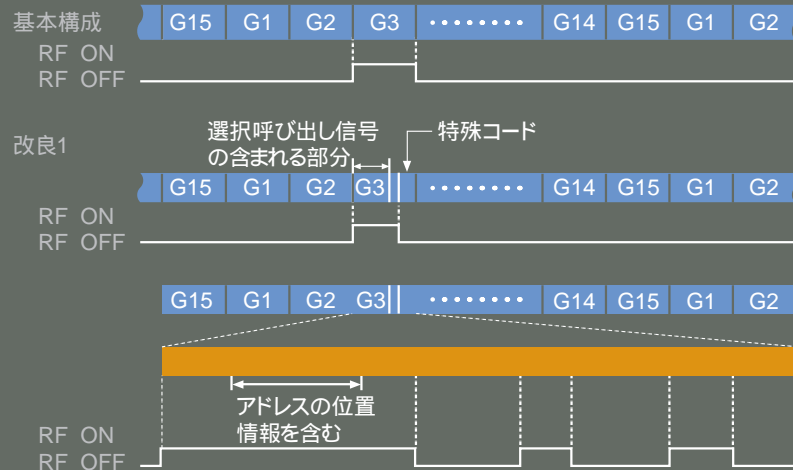 基本構成 G15 G1 G2 G3 ‥‥‥‥ G14 G15 G1 G2
RF ON
RF OFF
改良1
選択呼び出し信号
の含まれる部分
特殊コード
G15 G1 G2 G3 ‥‥‥‥ G14 G15 G1 G2
RF ON
RF OFF
G15 G1 G2 G3 ‥‥‥‥ G14 G15 G1 G2
アドレスの位置
情報を含む
RF ON
RF OFF